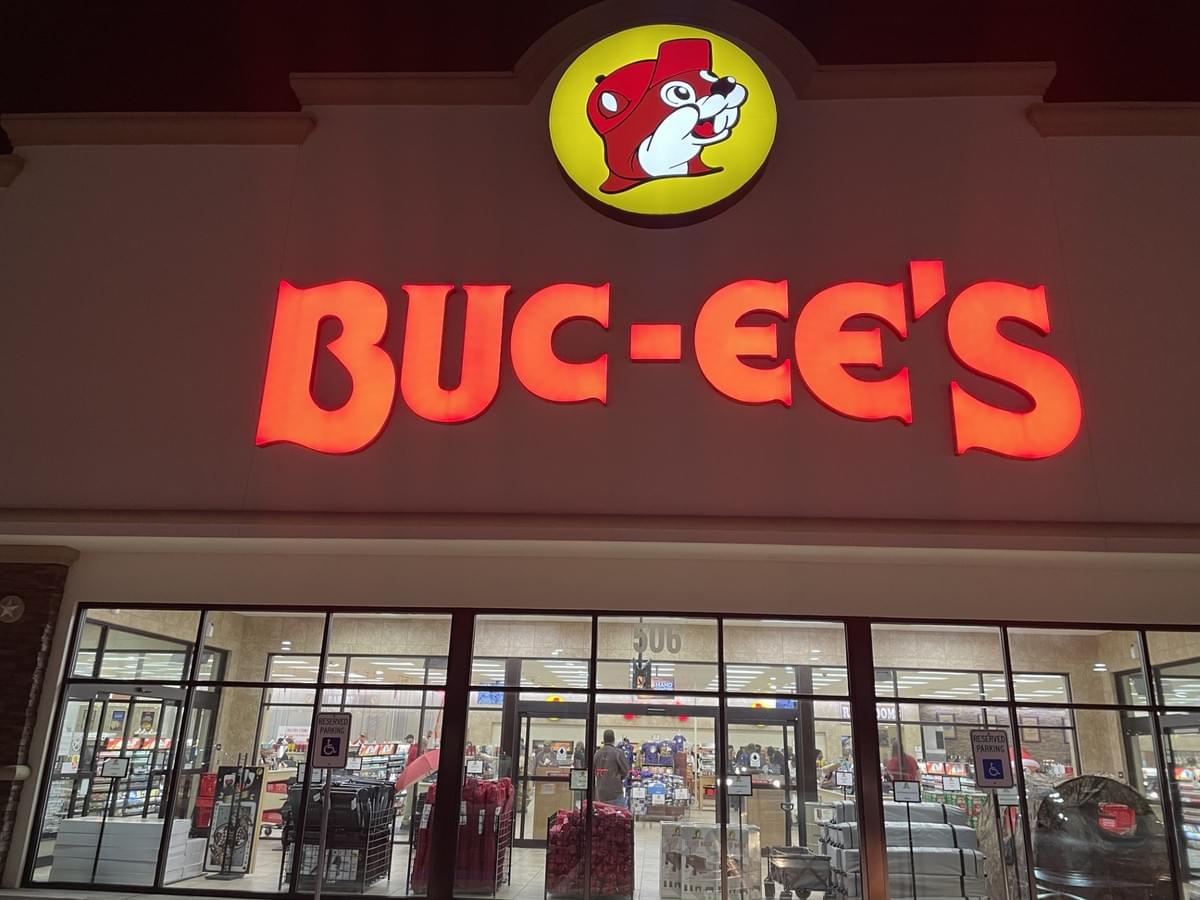 BUC-EE'S
506
RESERVED
PARKING
RESERVED
PARKING